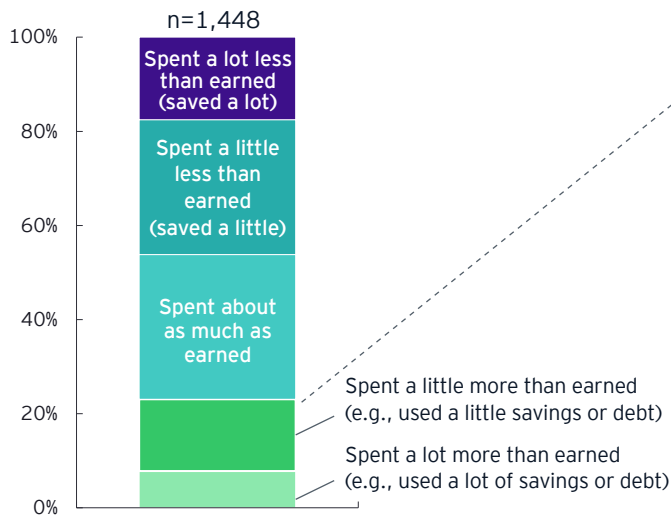 n=1,448
100%
80%
60%
40%
20%
0%
Spent a lot less
than earned
(saved a lot)
Spent a little
less than
earned
(saved a little)
Spent about
as much as
earned
Spent a little more than earned
(e.g., used a little savings or debt)
Spent a lot more than earned
(e.g., used a lot of savings or debt)